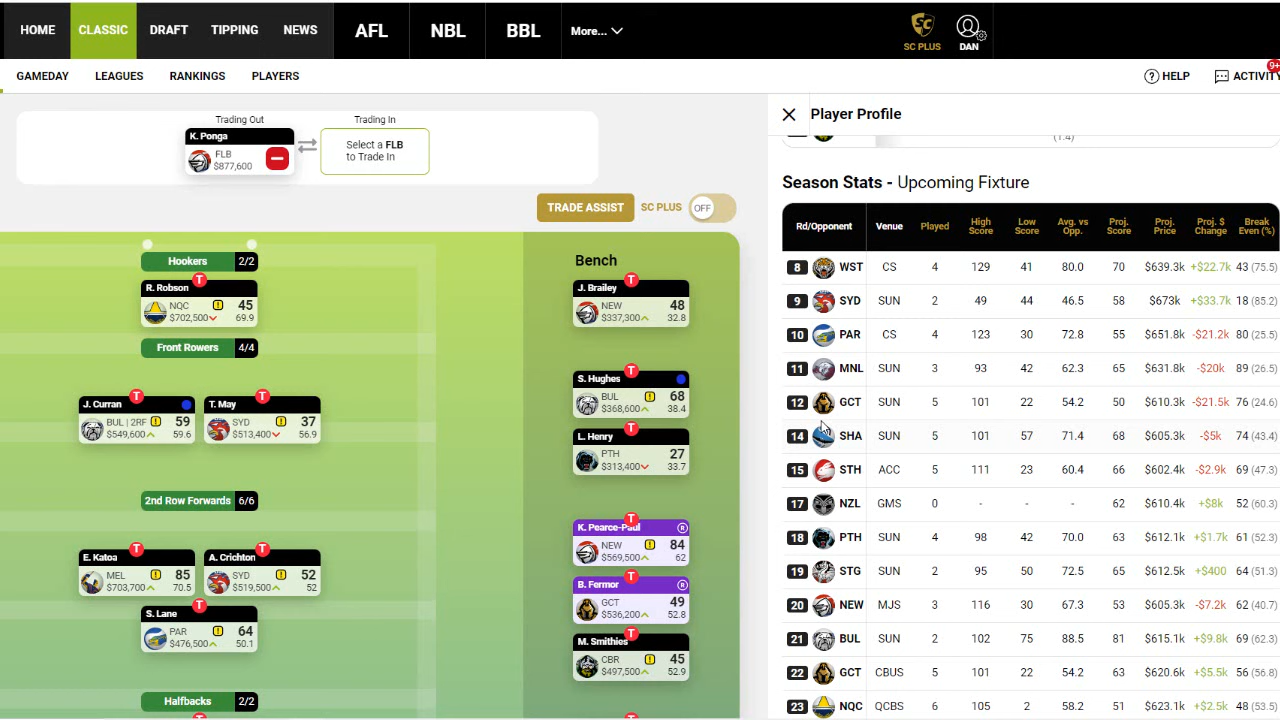 HOME CLASSIC DRAFT TIPPING NEWS AFL NBL BBL More... SC PLUS DAN
GAMEDAY LEAGUES RANKINGS PLAYERS HELP ACTIVITY 9+
Trading Out Trading In
K. Ponga
FLB
$877,600
Select a FLB
to Trade In
TRADE ASSIST SC PLUS OFF
Hookers 2/2
T
R. Robson
NQC 45
$702,500 69.9
Front Rowers 4/4
T
J. Curran
BUL | 2RF 59
$549,600 59.6
T
T. May
SYD 37
$513,400 56.9
2nd Row Forwards 6/6
T
E. Katoa
MEL 85
$703,700 70.5
T
A. Crichton
SYD 52
$519,500 52
T
S. Lane
PAR 64
$476,500 50.1
Halfbacks 2/2
Bench
T
J. Brailey
NEW 48
$337,300 32.8
T
S. Hughes
BUL 68
$368,600 38.4
T
L. Henry
PTH 27
$313,400 33.7
T
K. Pearce-Paul R
NEW 84
$569,500 62
T
B. Fermor R
GCT 49
$536,200 52.8
T
M. Smithies
CBR 45
$497,500 52.9
Player Profile
(1.4)
Season Stats - Upcoming Fixture
Rd/Opponent Venue Played High Score Low Score Avg. vs Opp. Proj. Score Proj. Price Proj. $ Change Break Even (%)
8 WST CS 4 129 41 80.0 70 $639.3k +$22.7k 43 (75.5)
9 SYD SUN 2 49 44 46.5 58 $673k +$33.7k 18 (35.2)
10 PAR CS 4 123 30 72.8 55 $651.8k -$21.2k 80 (25.5)
11 MNL SUN 3 93 42 62.3 65 $631.8k -$20k 89 (26.5)
12 GCT SUN 5 101 22 54.2 50 $610.3k -$21.5k 76 (24.6)
14 SHA SUN 5 101 57 71.4 68 $605.3k -$5k 74 (43.4)
15 STH ACC 5 111 23 60.4 66 $602.4k -$2.9k 69 (47.3)
17 NZL GMS 0 - - - 62 $610.4k +$8k 52 (60.3)
18 PTH SUN 4 98 42 70.0 63 $612.1k +$1.7k 61 (52.3)
19 STG SUN 2 95 50 72.5 65 $612.5k +$400 64 (51.3)
20 NEW MJS 3 116 30 67.3 53 $605.3k -$7.2k 62 (40.7)
21 BUL SUN 2 102 75 88.5 81 $615.1k +$9.8k 69 (62.3)
22 GCT CBUS 5 101 22 54.2 63 $620.6k +$5.5k 56 (56.8)
23 NQC QCBS 6 105 2 58.2 51 $623.1k +$2.5k 48 (53.5)